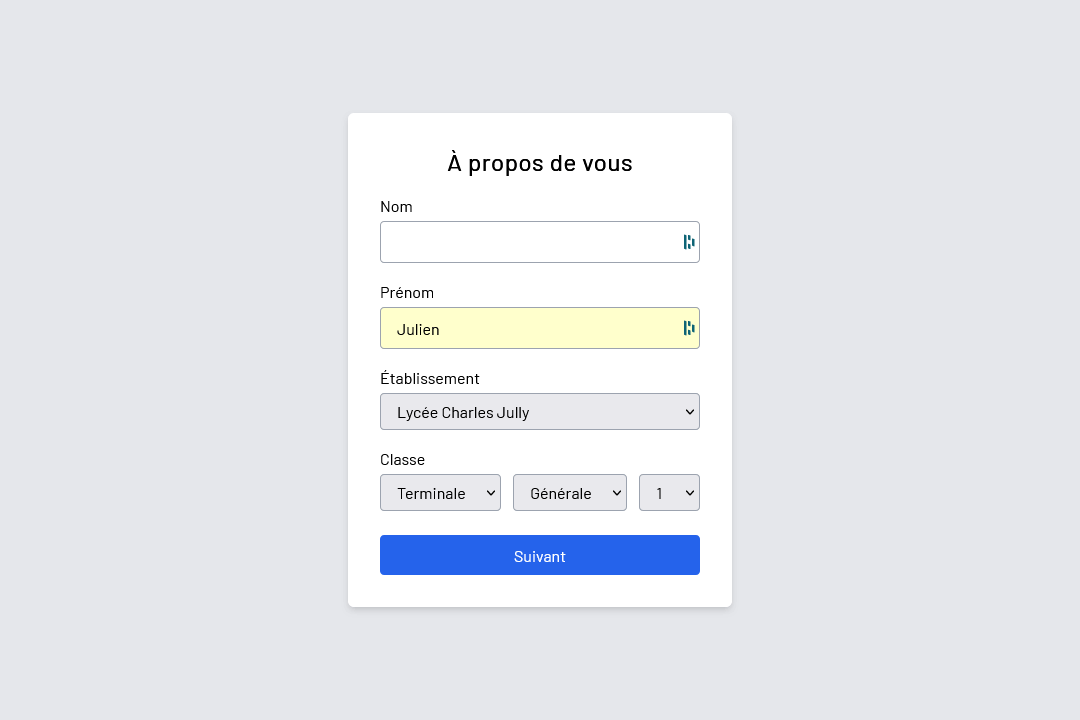 À propos de vous
Nom
Prénom
Julien
Établissement
Lycée Charles Jully
Classe
Terminale Générale 1
Suivant